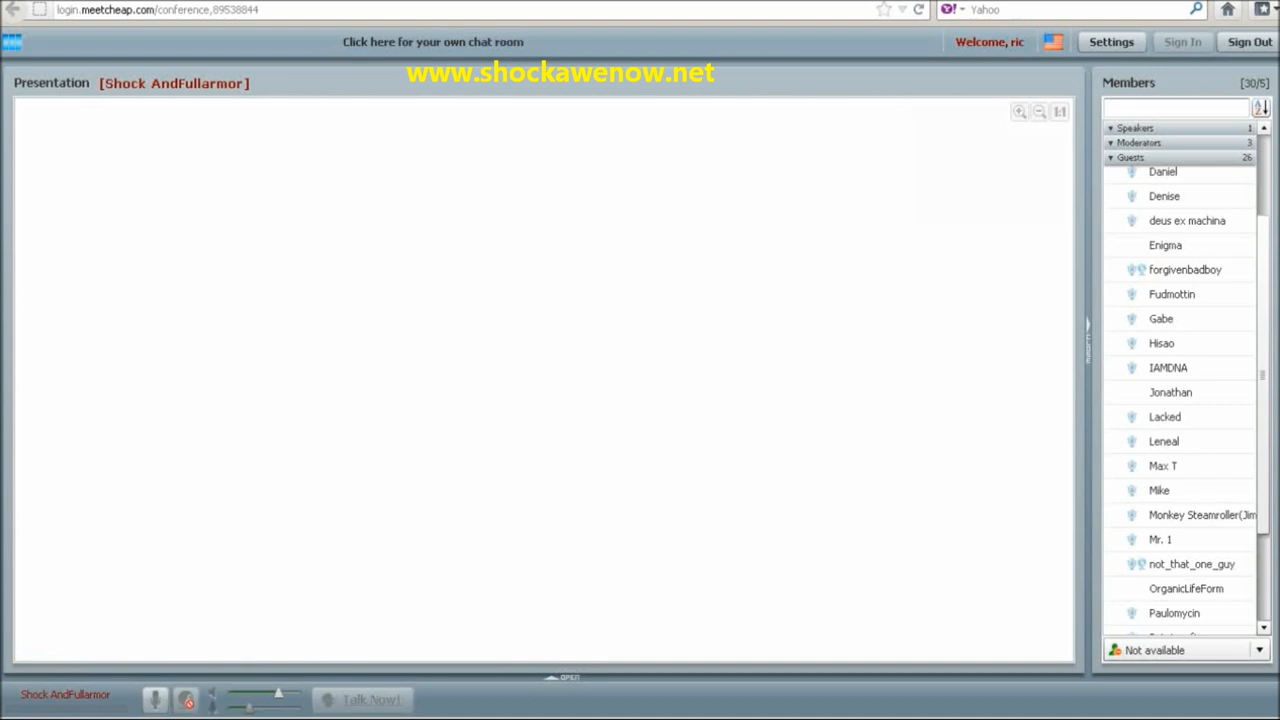 login.meetcheap.com/conference,89538844
Yahoo
Click here for your own chat room
Welcome, ric
Settings
Sign In
Sign Out
www.shockawenow.net
Presentation [Shock AndFullarmor]
Members [30/5]
Speakers 1
Moderators 3
Guests 26
Daniel
Denise
deus ex machina
Enigma
forgivenbadboy
Fudmottin
Gabe
Hisao
IAMDNA
Jonathan
Lacked
Leneal
Max T
Mike
Monkey Steamroller(Jim
Mr. 1
not_that_one_guy
OrganicLifeForm
Paulomycin
Not available
OPEN
Shock AndFullarmor
Talk Now!